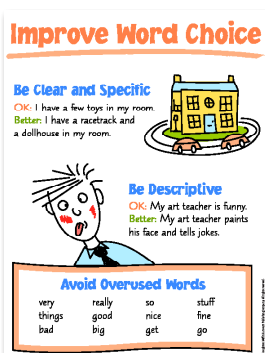 Improve Word Choice
Be Clear and Specific
OK: I have a few toys in my room.
Better: I have a racetrack and
a dollhouse in my room.
Be Descriptive
OK: My art teacher is funny.
Better: My art teacher paints
his face and tells jokes.
Avoid Overused Words
very really so stuff
things good nice fine
bad big get go